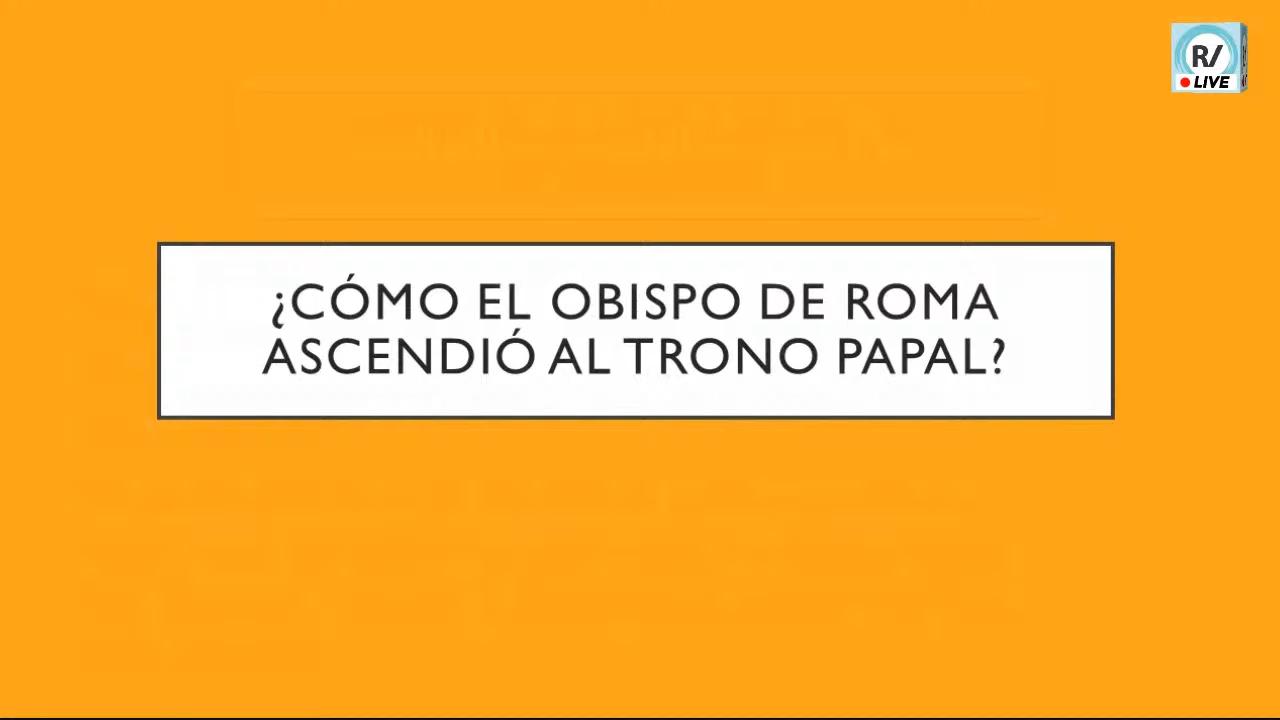 R/
LIVE
¿CÓMO EL OBISPO DE ROMA
ASCENDIÓ AL TRONO PAPAL?